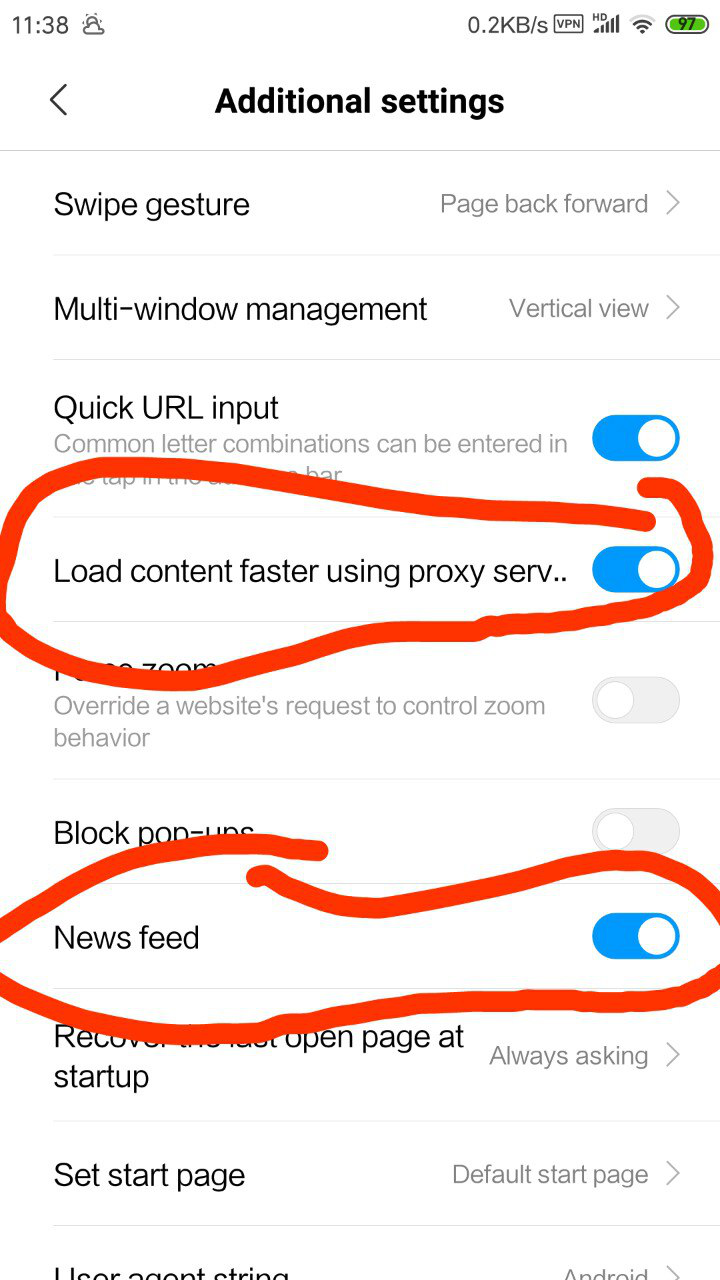 11:38 0.2KB/s VPN HD 97
Additional settings
Swipe gesture Page back forward
Multi-window management Vertical view
Quick URL input
Common letter combinations can be entered in
tap in the bar
Load content faster using proxy serv..
zoom
Override a website's request to control zoom
behavior
Block pop-ups
News feed
Recover the last open page at
startup
Always asking
Set start page Default start page
User agent string Android